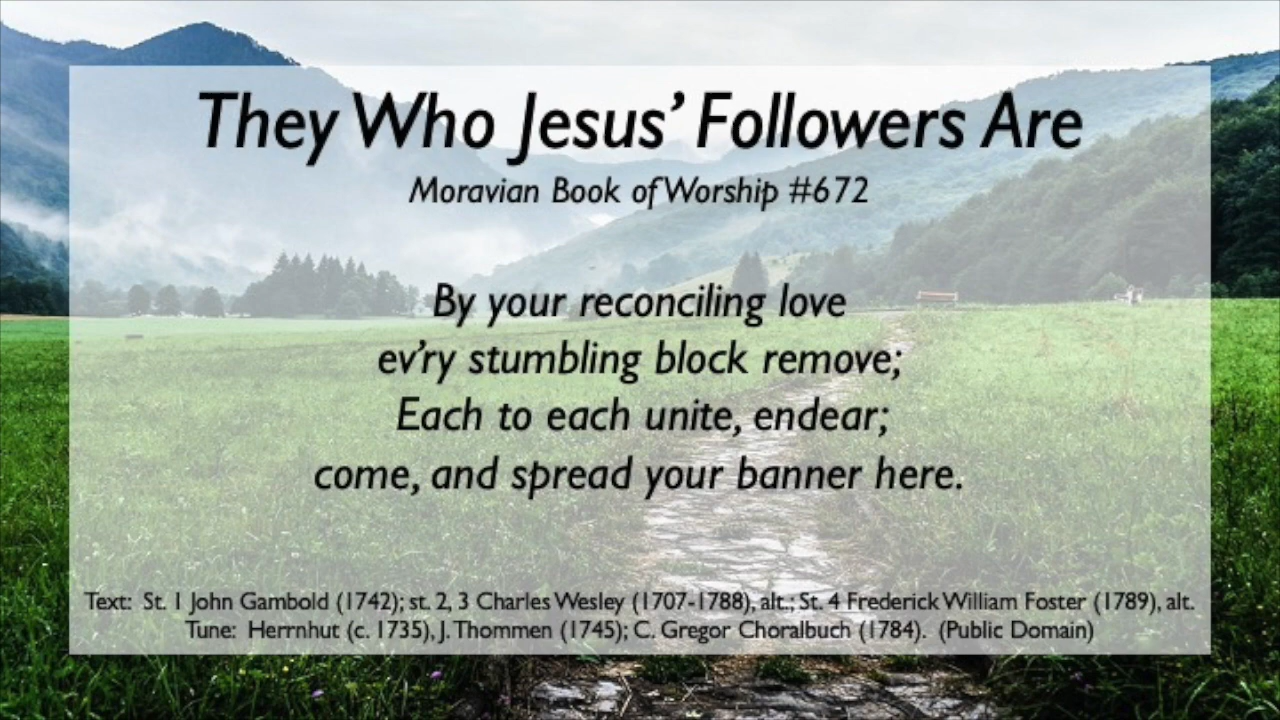 They Who Jesus’ Followers Are
Moravian Book of Worship #672
By your reconciling love
ev’ry stumbling block remove;
Each to each unite, endear;
come, and spread your banner here.
Text: St. 1 John Gambold (1742); st. 2, 3 Charles Wesley (1707-1788), alt.; St. 4 Frederick William Foster (1789), alt.
Tune: Herrnhut (c. 1735), J. Thommen (1745); C. Gregor Choralbuch (1784). (Public Domain)